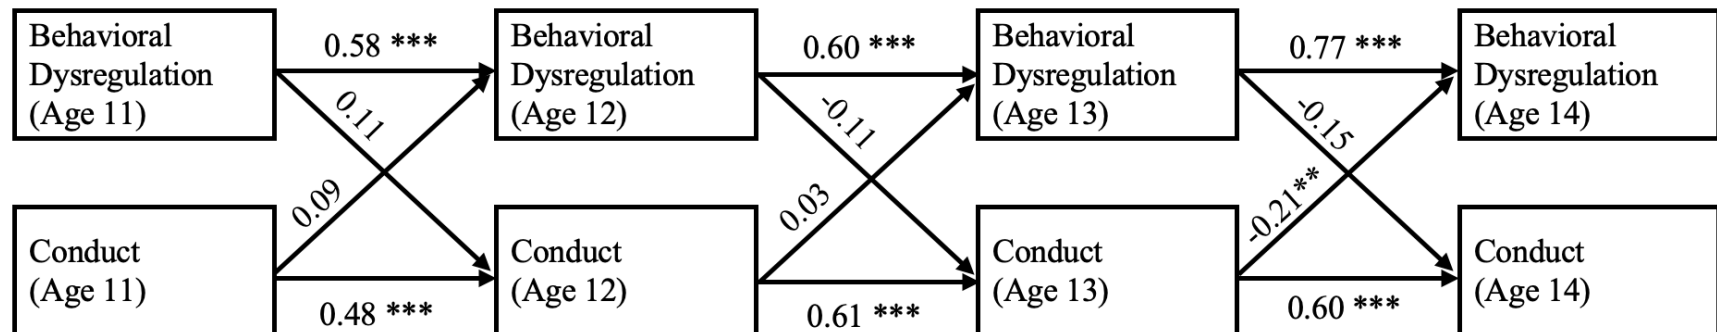 Behavioral
Dysregulation
(Age 11)
0.58 ***
Behavioral
Dysregulation
(Age 12)
0.60 ***
Behavioral
Dysregulation
(Age 13)
0.77 ***
Behavioral
Dysregulation
(Age 14)
0.11
0.09
-0.11
0.03
-0.15
-0.21**
Conduct
(Age 11)
0.48 ***
Conduct
(Age 12)
0.61 ***
Conduct
(Age 13)
0.60 ***
Conduct
(Age 14)